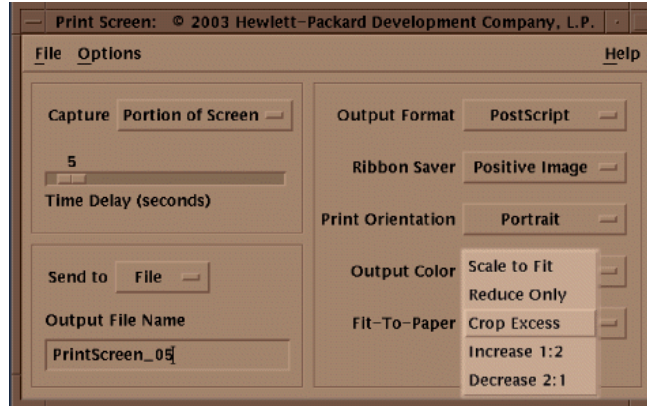 Print Screen: © 2003 Hewlett-Packard Development Company, L.P.
File Options Help
Capture Portion of Screen
5
Time Delay (seconds)
Send to File
Output File Name
PrintScreen_05
Output Format PostScript
Ribbon Saver Positive Image
Print Orientation Portrait
Output Color
Fit-To-Paper
Scale to Fit
Reduce Only
Crop Excess
Increase 1:2
Decrease 2:1